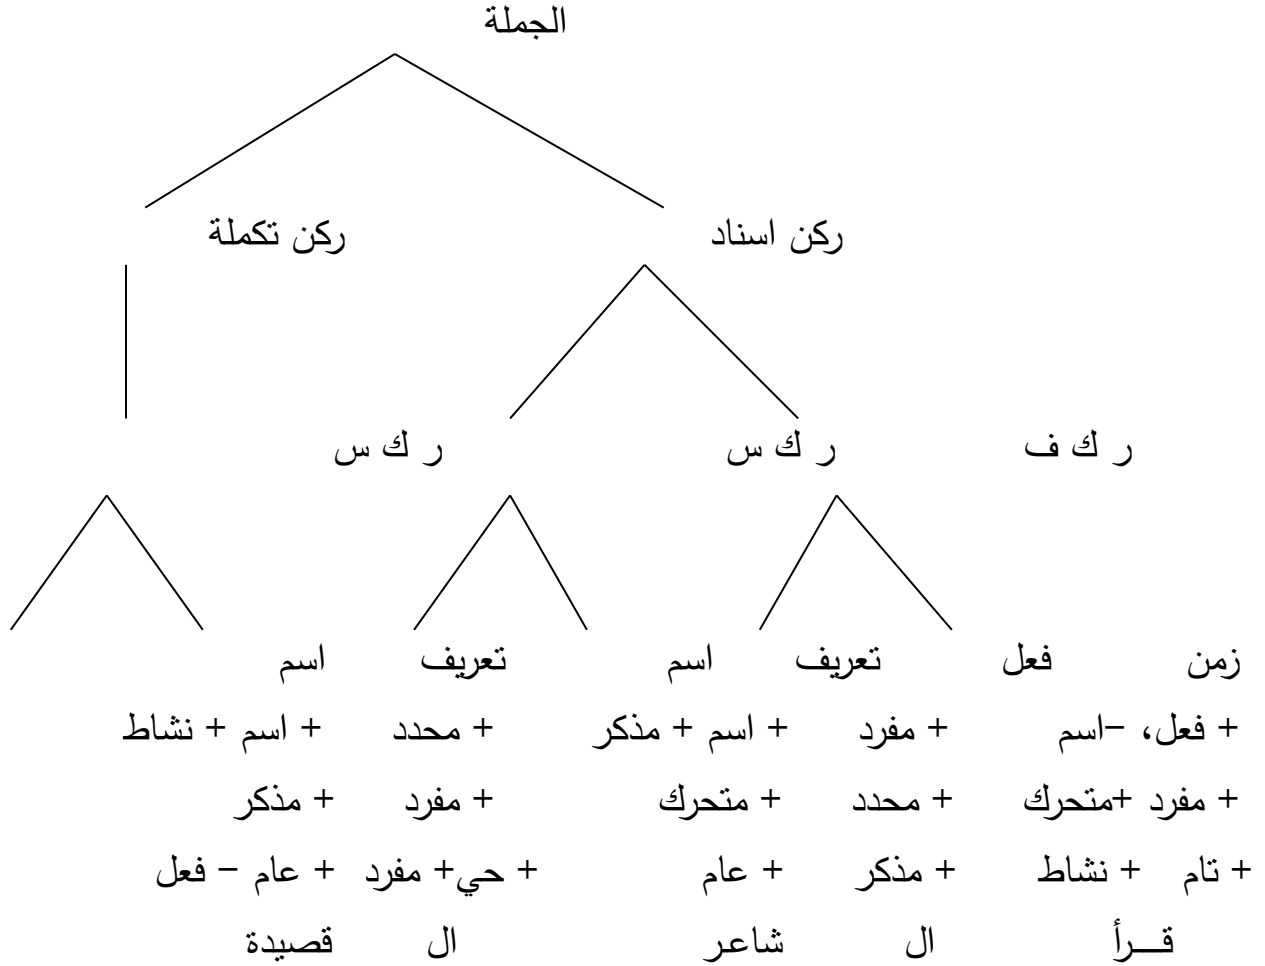 الجملة
ركن اسناد ركن تكملة
ر ك ف ر ك س ر ك س
زمن فعل تعريف اسم تعريف اسم
+ فعل، –اسم + مفرد + اسم + مذكر + محدد + اسم + نشاط
+ مفرد +متحرك + محدد + متحرك + مفرد + مذكر
+ تام + نشاط + مذكر + عام + حي+ مفرد + عام – فعل
قـــرأ ال شاعر ال قصيدة